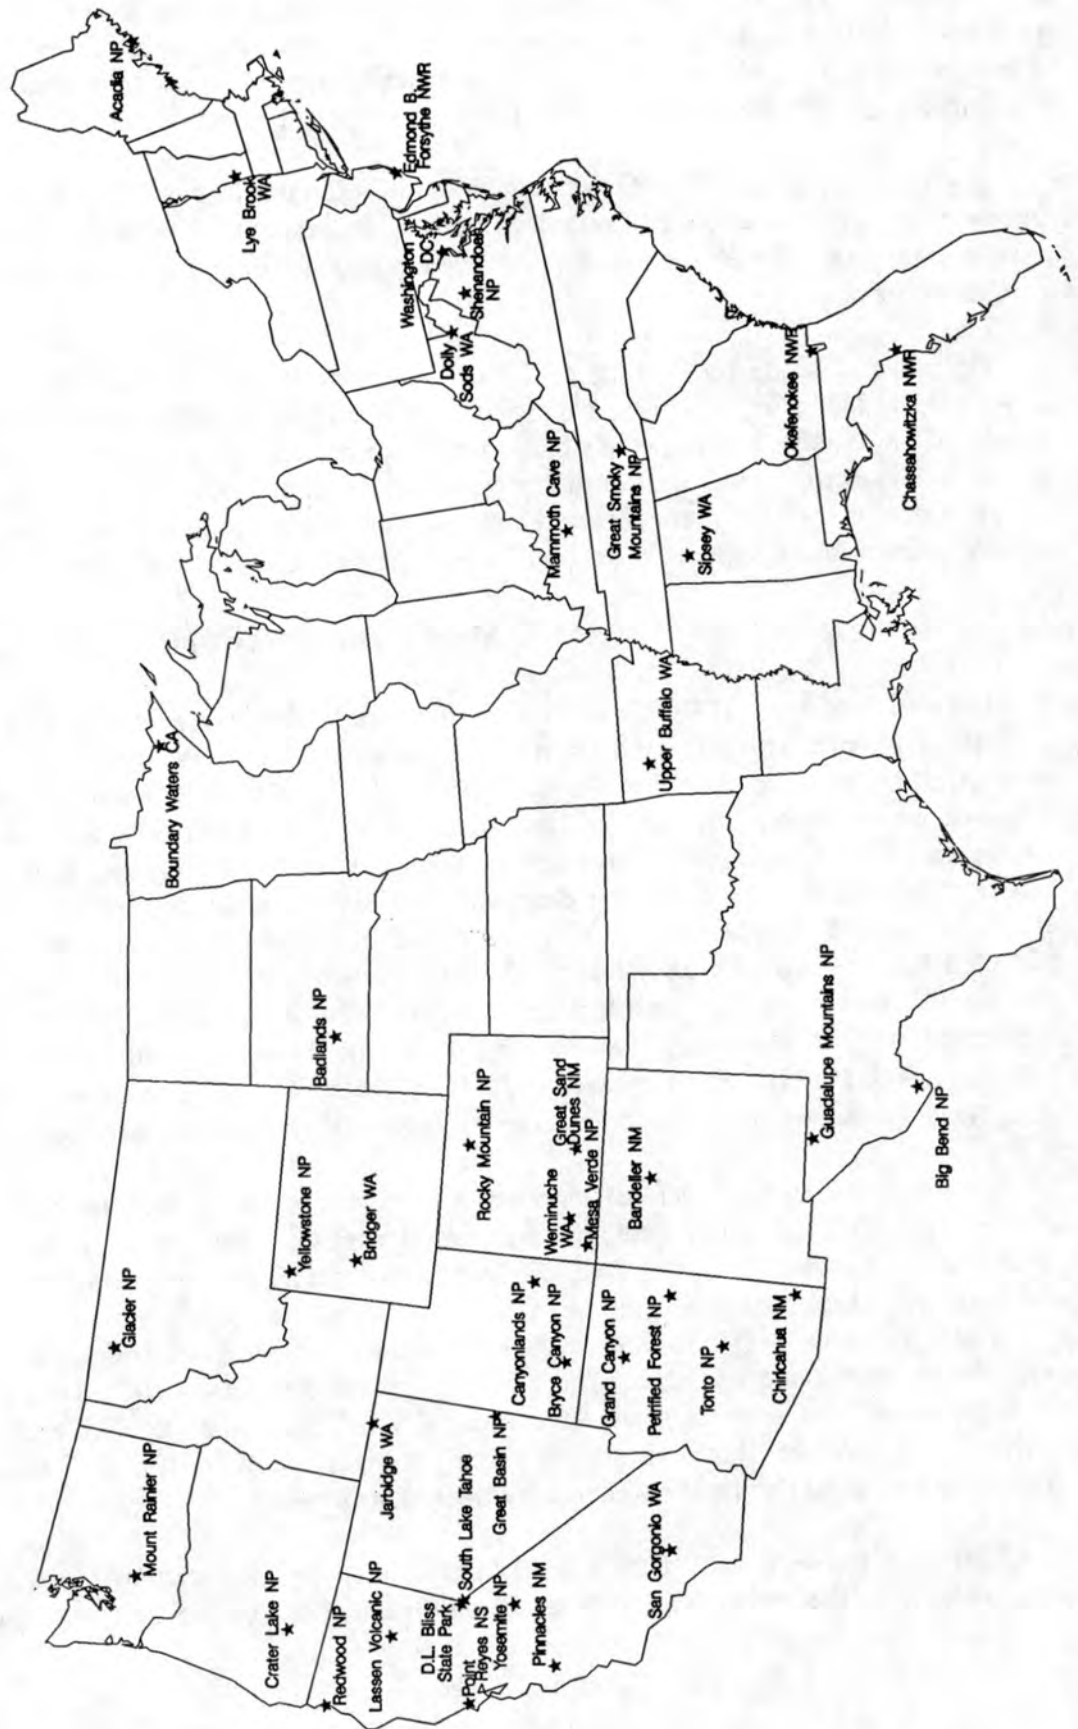 Acadia NP
Lye Brook
WA
Edmond B.
Forsythe NWR
Washington
DC
Shenandoah
NP
Dolly
Sods WA
Mammoth Cave NP
Great Smoky
Mountains NP
Sipsey WA
Okefenokee NWR
Chassahowitzka NWR
Boundary Waters CA
Upper Buffalo WA
Badlands NP
Glacier NP
Yellowstone NP
Bridger WA
Rocky Mountain NP
Great Sand
Dunes NM
Weminuche
WA
Mesa Verde NP
Bandelier NM
Guadalupe Mountains NP
Big Bend NP
Mount Rainier NP
Crater Lake NP
Redwood NP
Lassen Volcanic NP
Jarbidge WA
D.L. Bliss
State Park
South Lake Tahoe
Point
Reyes NS
Yosemite NP
Pinnacles NM
Great Basin NP
Canyonlands NP
Bryce Canyon NP
Grand Canyon NP
Petrified Forest NP
Tonto NP
Chiricahua NM
San Gorgonio WA